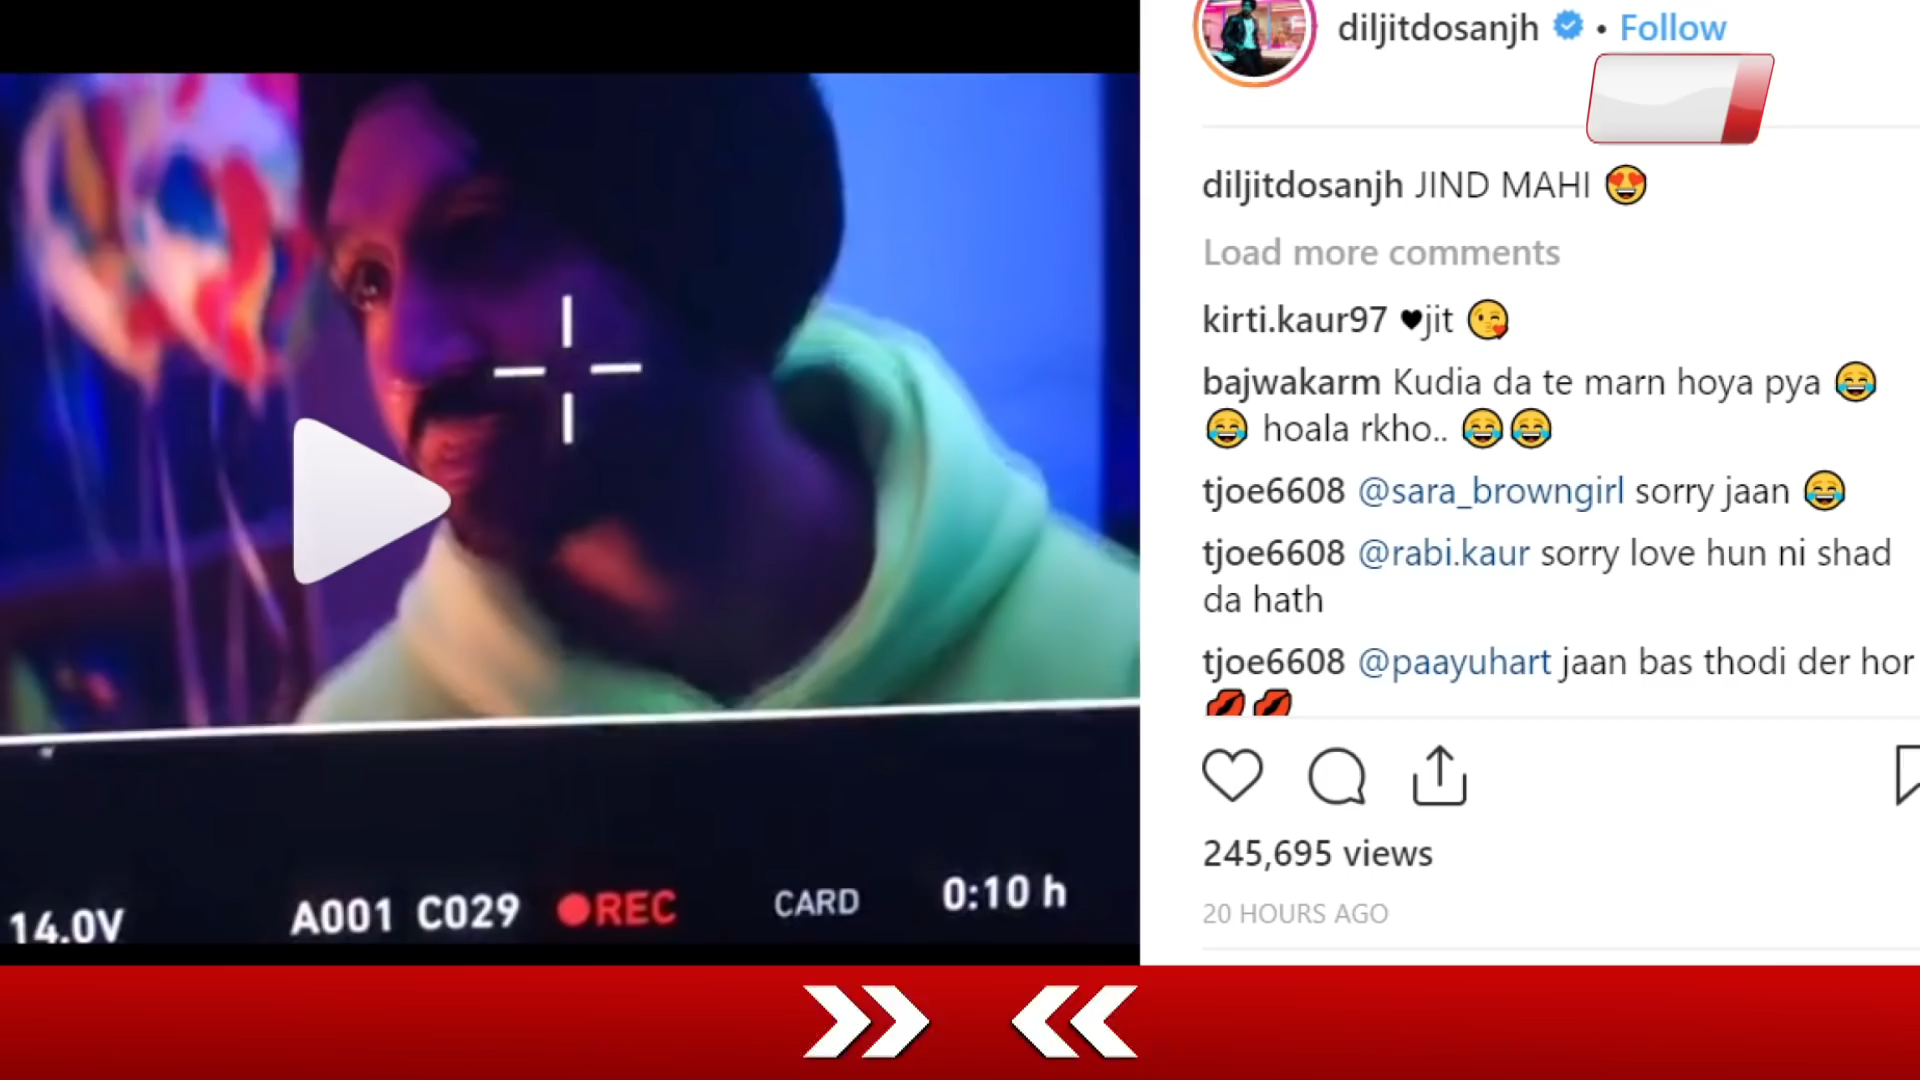 diljitdosanjh • Follow
diljitdosanjh JIND MAHI 😍
Load more comments
kirti.kaur97 ♥jit 😘
bajwakarm Kudia da te marn hoya pya 😂
😂 hoala rkho.. 😂😂
tjoe6608 @sara_browngirl sorry jaan 😂
tjoe6608 @rabi.kaur sorry love hun ni shad
da hath
tjoe6608 @paayuhart jaan bas thodi der hor
💋💋
245,695 views
20 HOURS AGO
14.0V A001 C029 ●REC CARD 0:10 h